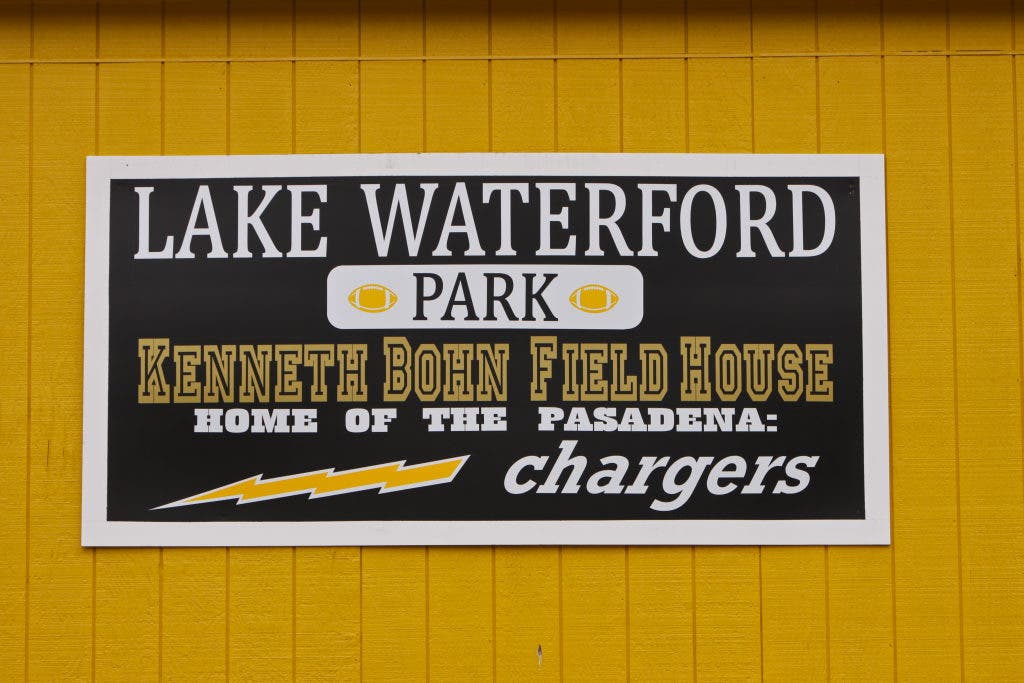 LAKE WATERFORD
PARK
KENNETH BOHN FIELD HOUSE
HOME OF THE PASADENA:
chargers